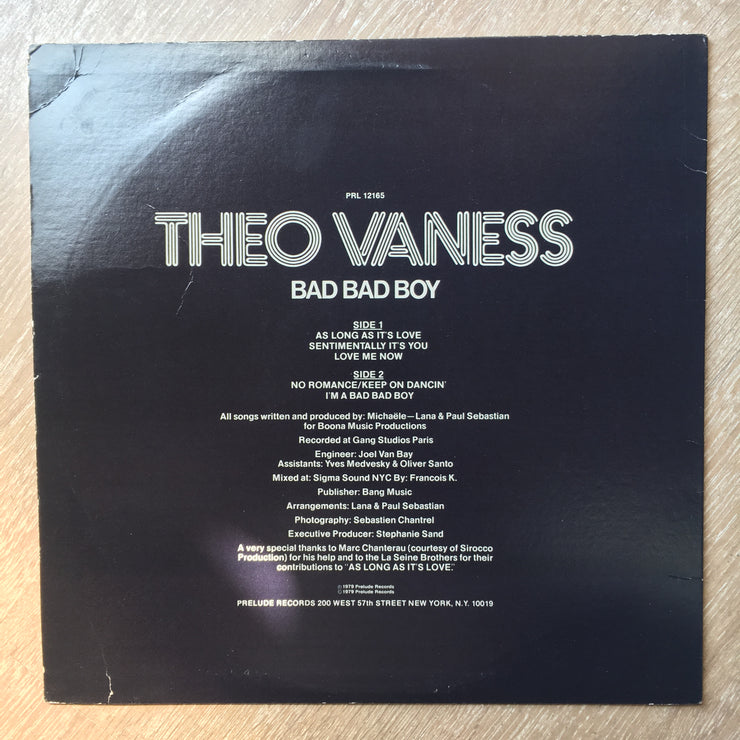 PRL 12165
THEO VANESS
BAD BAD BOY
SIDE 1
AS LONG AS IT'S LOVE
SENTIMENTALLY IT'S YOU
LOVE ME NOW
SIDE 2
NO ROMANCE/KEEP ON DANCIN'
I'M A BAD BAD BOY
All songs written and produced by: Michaële—Lana & Paul Sebastian
for Boona Music Productions
Recorded at Gang Studios Paris
Engineer: Joel Van Bay
Assistants: Yves Medvesky & Oliver Santo
Mixed at: Sigma Sound NYC By: Francois K.
Publisher: Bang Music
Arrangements: Lana & Paul Sebastian
Photography: Sebastien Chantrel
Executive Producer: Stephanie Sand
A very special thanks to Marc Chanterau (courtesy of Sirocco
Production) for his help and to the La Seine Brothers for their
contributions to "AS LONG AS IT'S LOVE."
℗ 1979 Prelude Records
© 1979 Prelude Records
PRELUDE RECORDS 200 WEST 57th STREET NEW YORK, N.Y. 10019